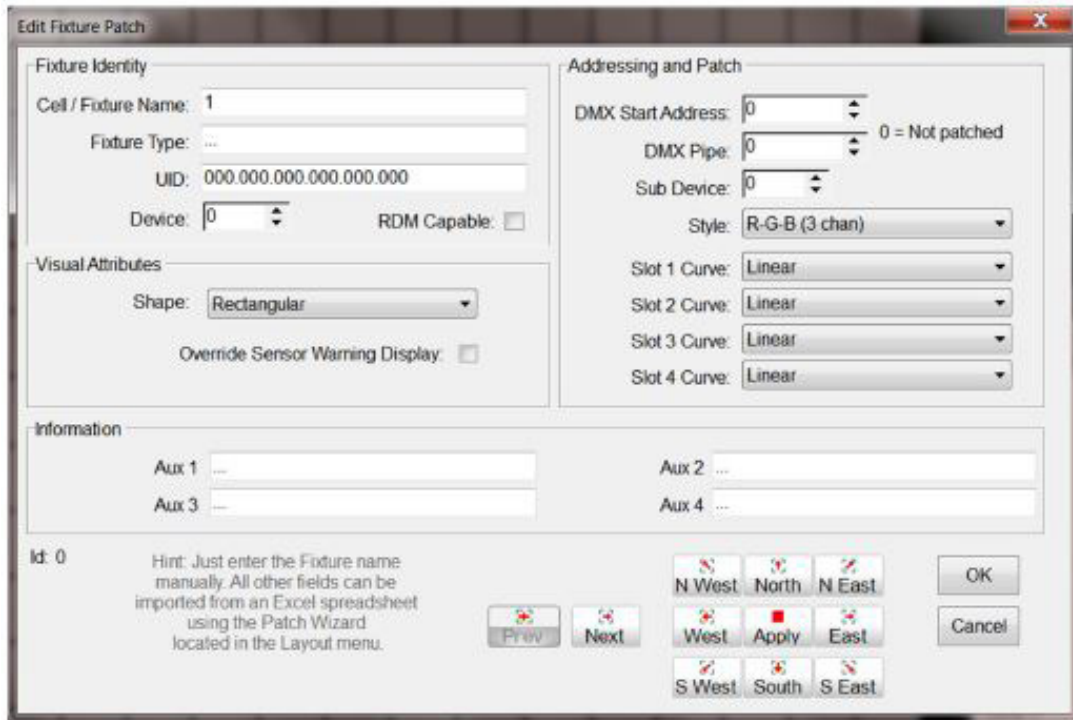 Edit Fixture Patch
Fixture Identity
Cell / Fixture Name: 1
Fixture Type: ...
UID: 000.000.000.000.000.000
Device: 0
RDM Capable:
Visual Attributes
Shape: Rectangular
Override Sensor Warning Display:
Addressing and Patch
DMX Start Address: 0
0 = Not patched
DMX Pipe: 0
Sub Device: 0
Style: R-G-B (3 chan)
Slot 1 Curve: Linear
Slot 2 Curve: Linear
Slot 3 Curve: Linear
Slot 4 Curve: Linear
Information
Aux 1 ...
Aux 2 ...
Aux 3 ...
Aux 4 ...
Id: 0
Hint: Just enter the Fixture name
manually. All other fields can be
imported from an Excel spreadsheet
using the Patch Wizard
located in the Layout menu.
Prev
Next
N West North N East
West Apply East
S West South S East
OK
Cancel